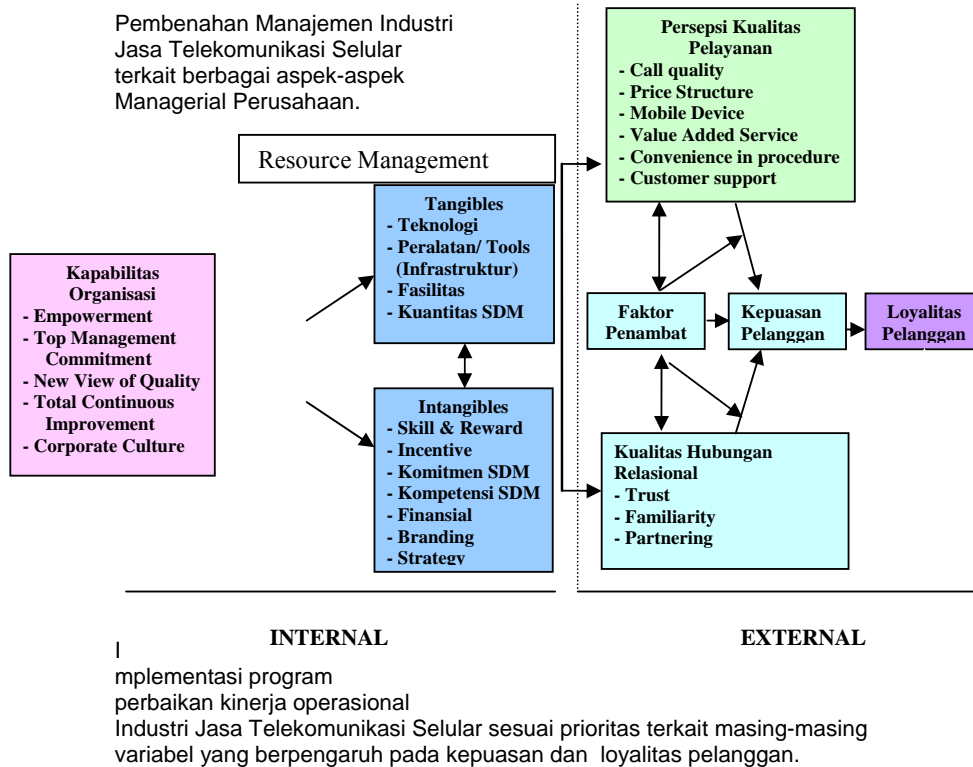 Pembenahan Manajemen Industri
Jasa Telekomunikasi Selular
terkait berbagai aspek-aspek
Managerial Perusahaan.
Resource Management
Kapabilitas
Organisasi
- Empowerment
- Top Management
Commitment
- New View of Quality
- Total Continuous
Improvement
- Corporate Culture
Tangibles
- Teknologi
- Peralatan/ Tools
(Infrastruktur)
- Fasilitas
- Kuantitas SDM
Intangibles
- Skill & Reward
- Incentive
- Komitmen SDM
- Kompetensi SDM
- Finansial
- Branding
- Strategy
Persepsi Kualitas
Pelayanan
- Call quality
- Price Structure
- Mobile Device
- Value Added Service
- Convenience in procedure
- Customer support
Faktor
Penambat
Kepuasan
Pelanggan
Loyalitas
Pelanggan
Kualitas Hubungan
Relasional
- Trust
- Familiarity
- Partnering
INTERNAL
EXTERNAL
I
mplementasi program
perbaikan kinerja operasional
Industri Jasa Telekomunikasi Selular sesuai prioritas terkait masing-masing
variabel yang berpengaruh pada kepuasan dan loyalitas pelanggan.